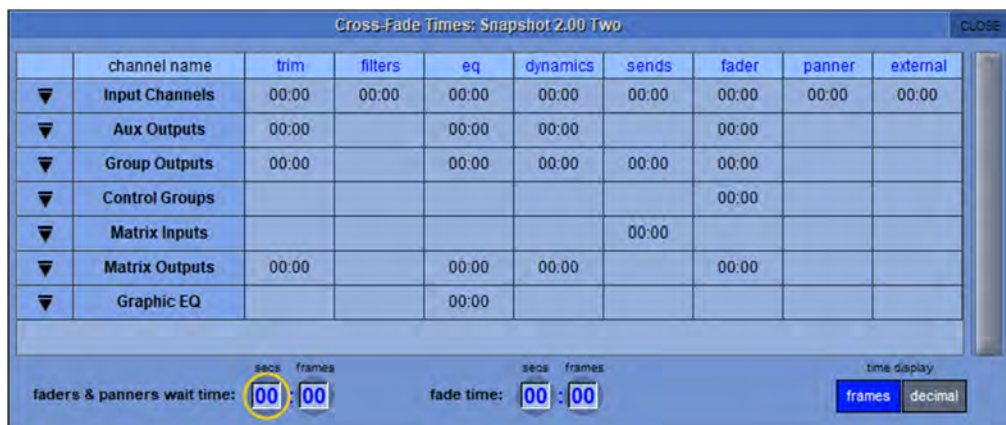 Cross-Fade Times: Snapshot 2.00 Two CLOSE
channel name trim filters eq dynamics sends fader panner external
Input Channels 00:00 00:00 00:00 00:00 00:00 00:00 00:00 00:00
Aux Outputs 00:00 00:00 00:00 00:00
Group Outputs 00:00 00:00 00:00 00:00 00:00
Control Groups 00:00
Matrix Inputs 00:00
Matrix Outputs 00:00 00:00 00:00 00:00
Graphic EQ 00:00
secs frames secs frames time display
faders & panners wait time: 00 : 00 fade time: 00 : 00 frames decimal